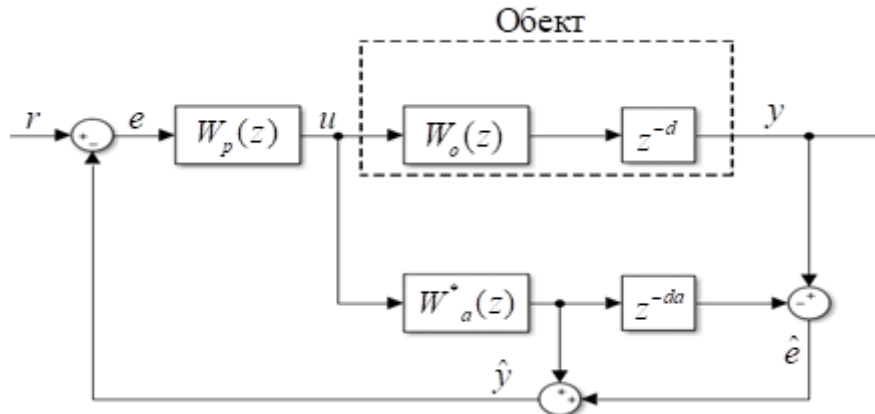 Обект
r
+
−
e
W_p(z)
u
W_o(z)
z^{-d}
y
W^*_a(z)
z^{-da}
−
+
ê
ŷ
+
+